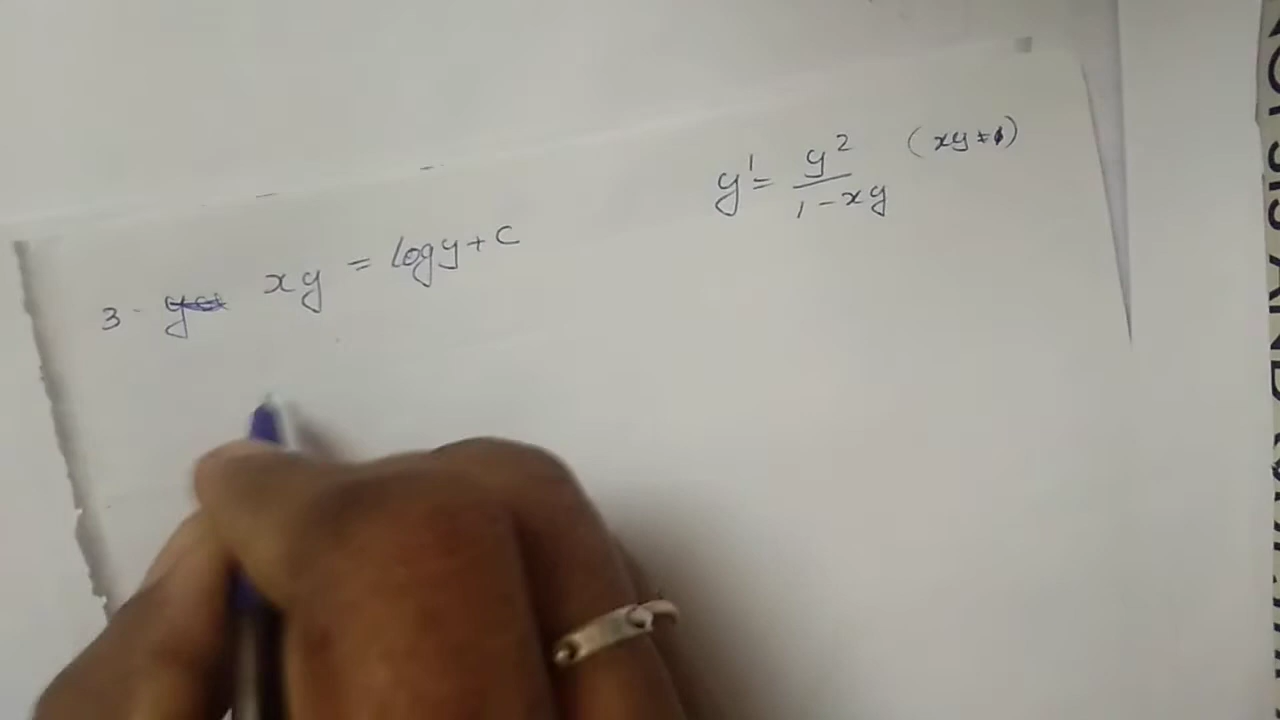 3. xy = log y + c
y' = y² / 1 - xy (xy ≠ 1)